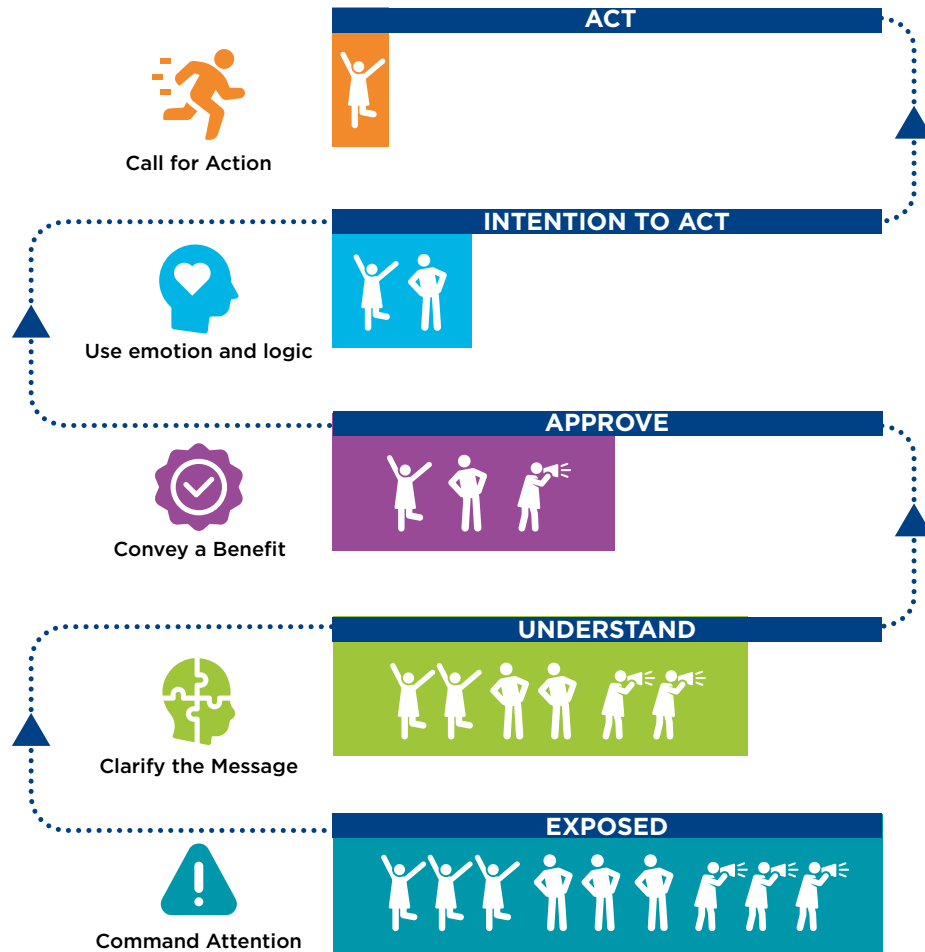 ACT
Call for Action
INTENTION TO ACT
Use emotion and logic
APPROVE
Convey a Benefit
UNDERSTAND
Clarify the Message
EXPOSED
Command Attention